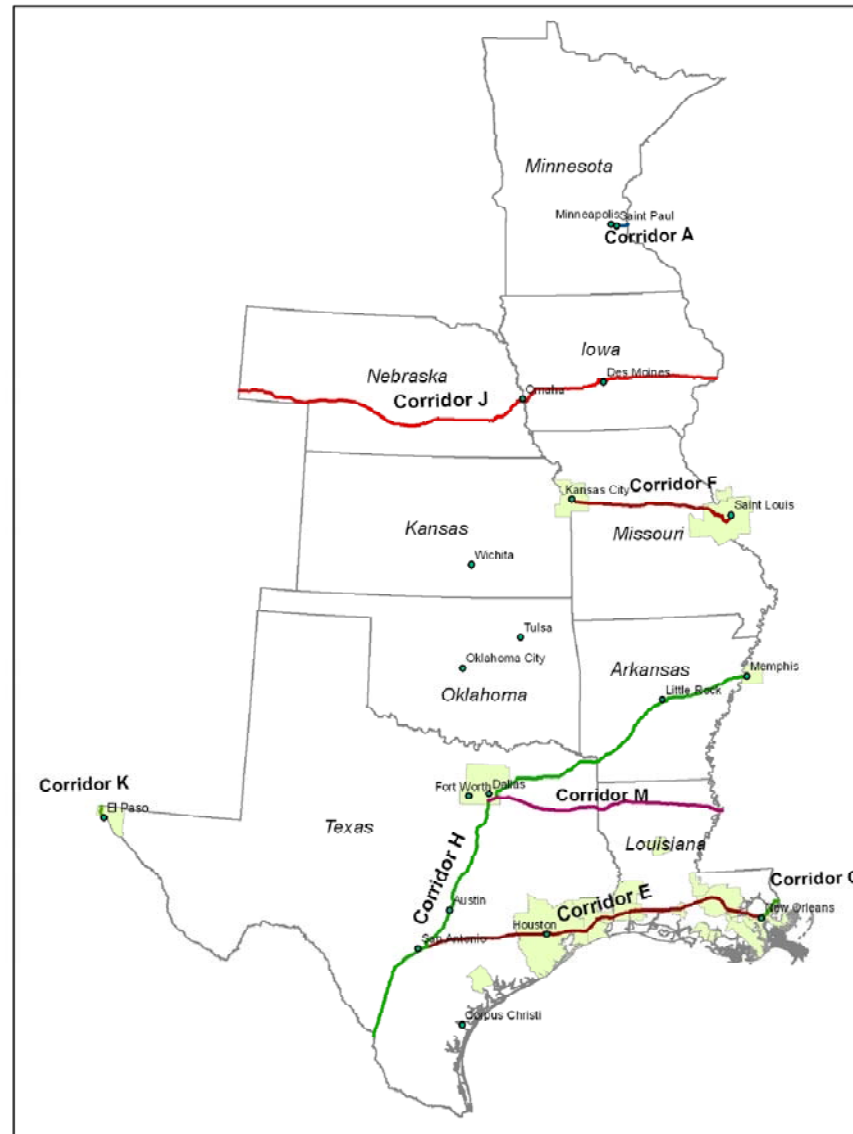 Minnesota
Minneapolis
Saint Paul
Corridor A
Iowa
Nebraska
Des Moines
Omaha
Corridor J
Kansas City
Corridor F
Saint Louis
Kansas
Missouri
Wichita
Tulsa
Oklahoma City
Arkansas
Memphis
Oklahoma
Little Rock
Corridor K
El Paso
Fort Worth
Dallas
Corridor M
Texas
Louisiana
Corridor H
Corridor
Corridor E
Austin
New Orleans
Houston
San Antonio
Corpus Christi